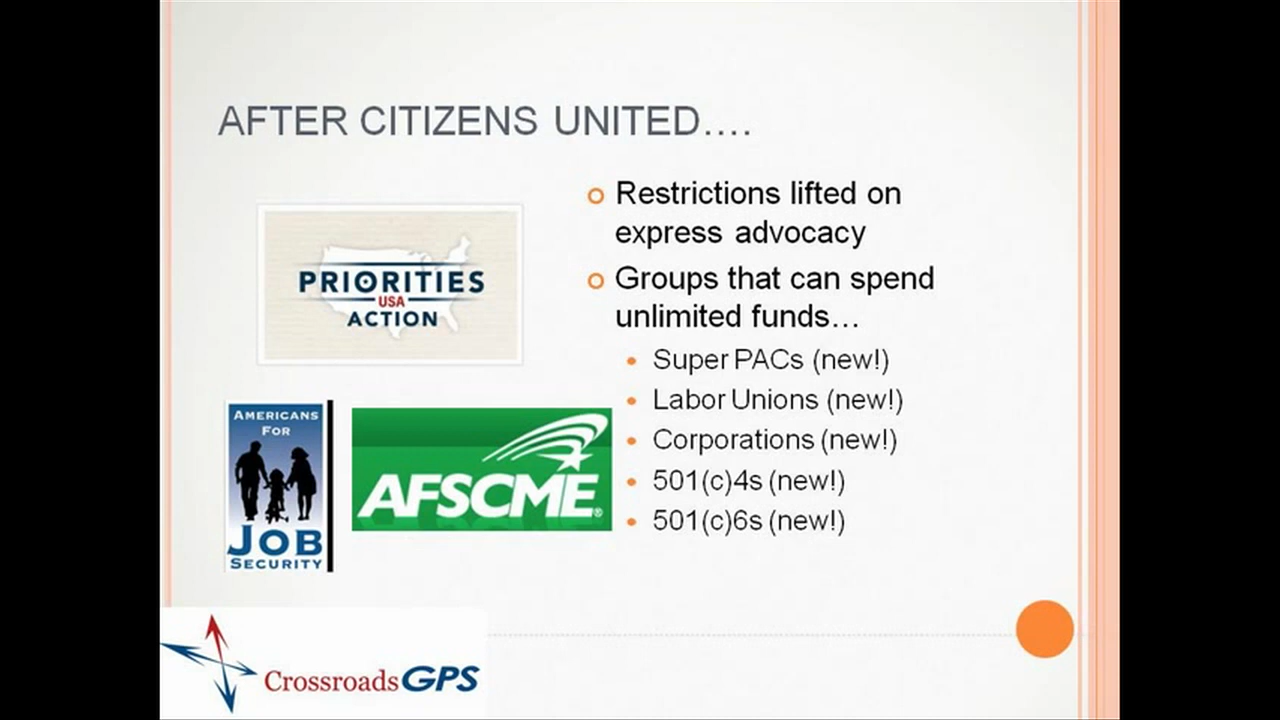 AFTER CITIZENS UNITED....
Restrictions lifted on
express advocacy
Groups that can spend
unlimited funds...
Super PACs (new!)
Labor Unions (new!)
Corporations (new!)
501(c)4s (new!)
501(c)6s (new!)
PRIORITIES
USA
ACTION
AMERICANS
FOR
JOB
SECURITY
AFSCME®
CrossroadsGPS